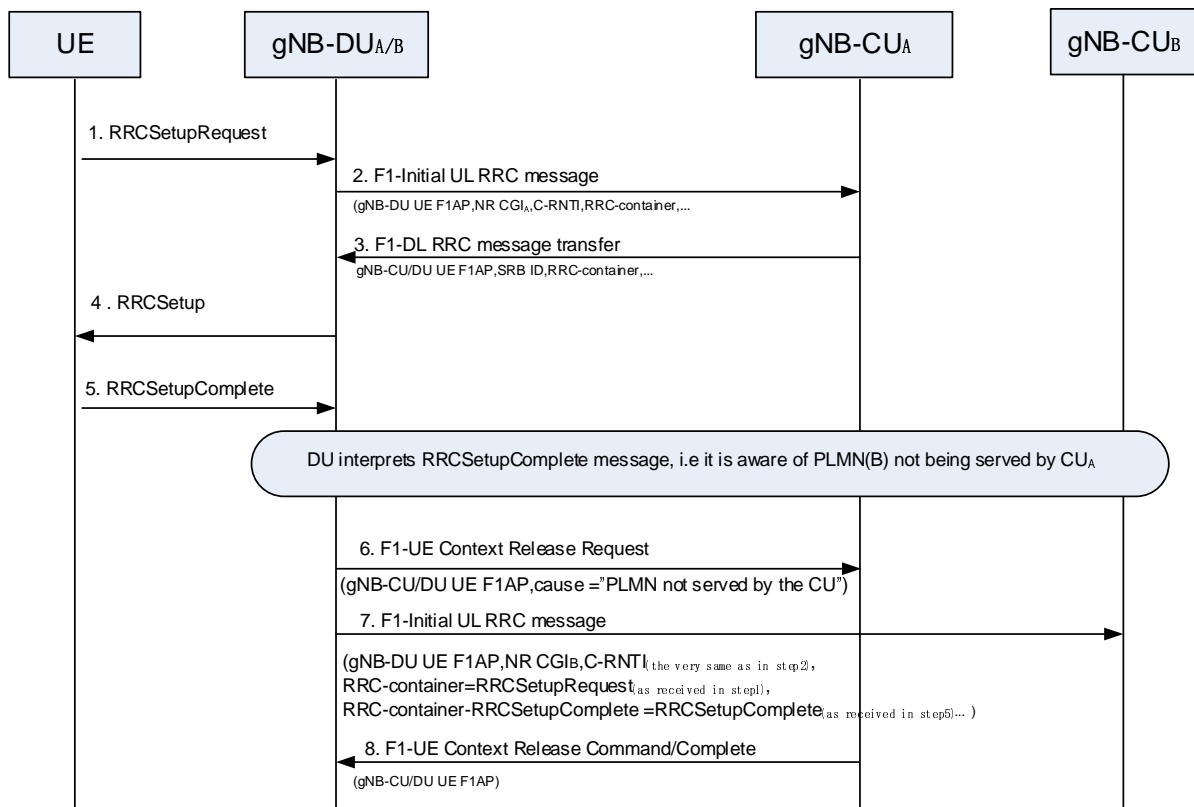 UE
gNB-DUA/B
gNB-CUA
gNB-CUB
1. RRCSetupRequest
2. F1-Initial UL RRC message
(gNB-DU UE F1AP,NR CGIA,C-RNTI,RRC-container,...
3. F1-DL RRC message transfer
gNB-CU/DU UE F1AP,SRB ID,RRC-container,...
4 . RRCSetup
5. RRCSetupComplete
DU interprets RRCSetupComplete message, i.e it is aware of PLMN(B) not being served by CUA
6. F1-UE Context Release Request
(gNB-CU/DU UE F1AP,cause ="PLMN not served by the CU")
7. F1-Initial UL RRC message
(gNB-DU UE F1AP,NR CGIB,C-RNTI(the very same as in step2),
RRC-container=RRCSetupRequest(as received in step1),
RRC-container-RRCSetupComplete =RRCSetupComplete(as received in step5)... )
8. F1-UE Context Release Command/Complete
(gNB-CU/DU UE F1AP)